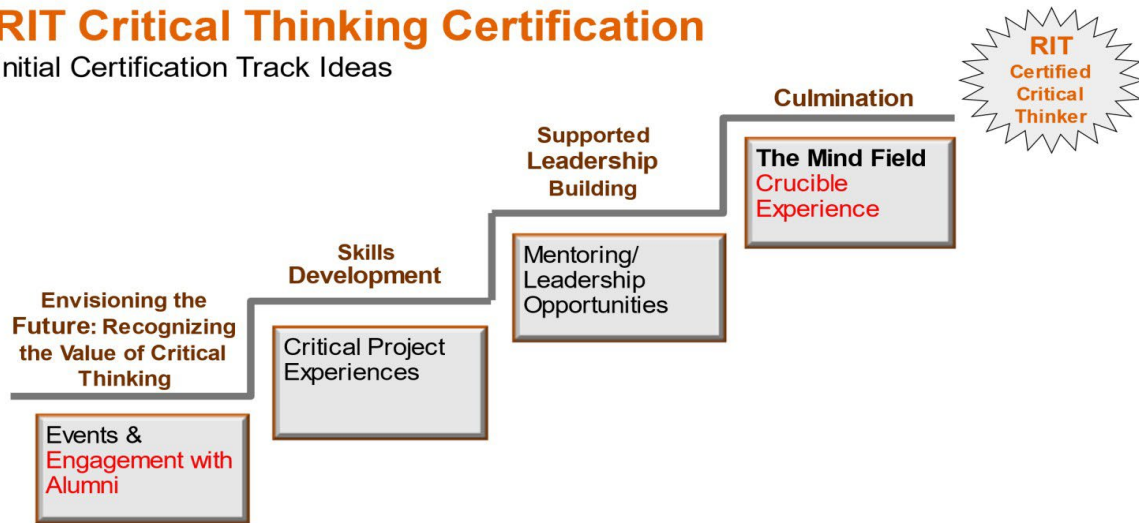 RIT Critical Thinking Certification
nitial Certification Track Ideas
RIT
Certified
Critical
Thinker
Culmination
The Mind Field
Crucible
Experience
Supported
Leadership
Building
Mentoring/
Leadership
Opportunities
Skills
Development
Critical Project
Experiences
Envisioning the
Future: Recognizing
the Value of Critical
Thinking
Events &
Engagement with
Alumni